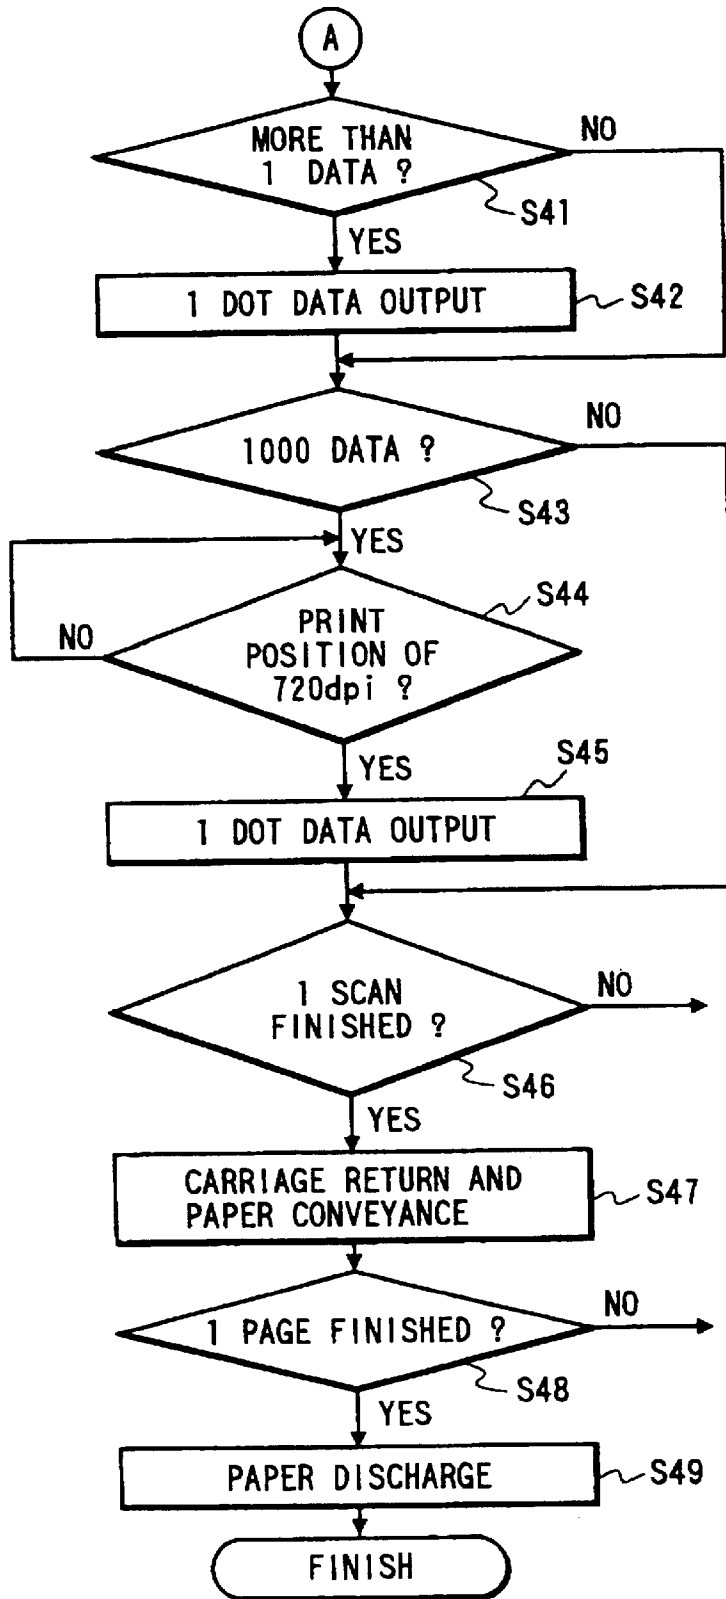 A
MORE THAN
1 DATA ?
NO
S41
YES
1 DOT DATA OUTPUT
S42
1000 DATA ?
NO
S43
YES
PRINT
POSITION OF
720dpi ?
S44
NO
YES
S45
1 DOT DATA OUTPUT
1 SCAN
FINISHED ?
NO
S46
YES
CARRIAGE RETURN AND
PAPER CONVEYANCE
S47
1 PAGE FINISHED ?
NO
S48
YES
PAPER DISCHARGE
S49
FINISH